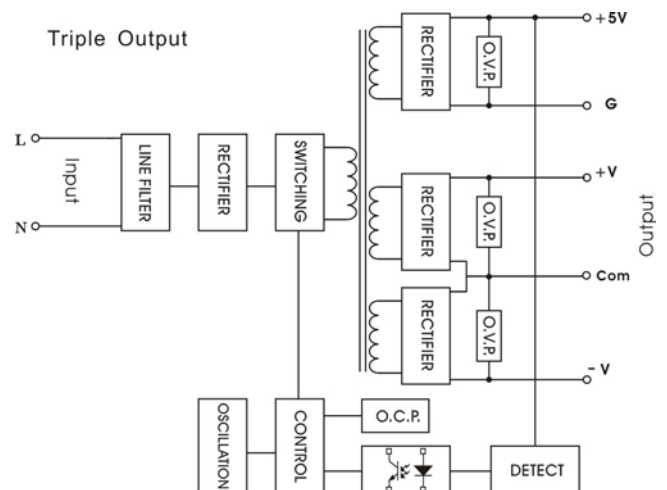 Triple Output
+5V
RECTIFIER
O.V.P.
G
L
Input
N
LINE FILTER
RECTIFIER
SWITCHING
+V
RECTIFIER
O.V.P.
Output
Com
RECTIFIER
O.V.P.
- V
OSCILLATION
CONTROL
O.C.P.
DETECT